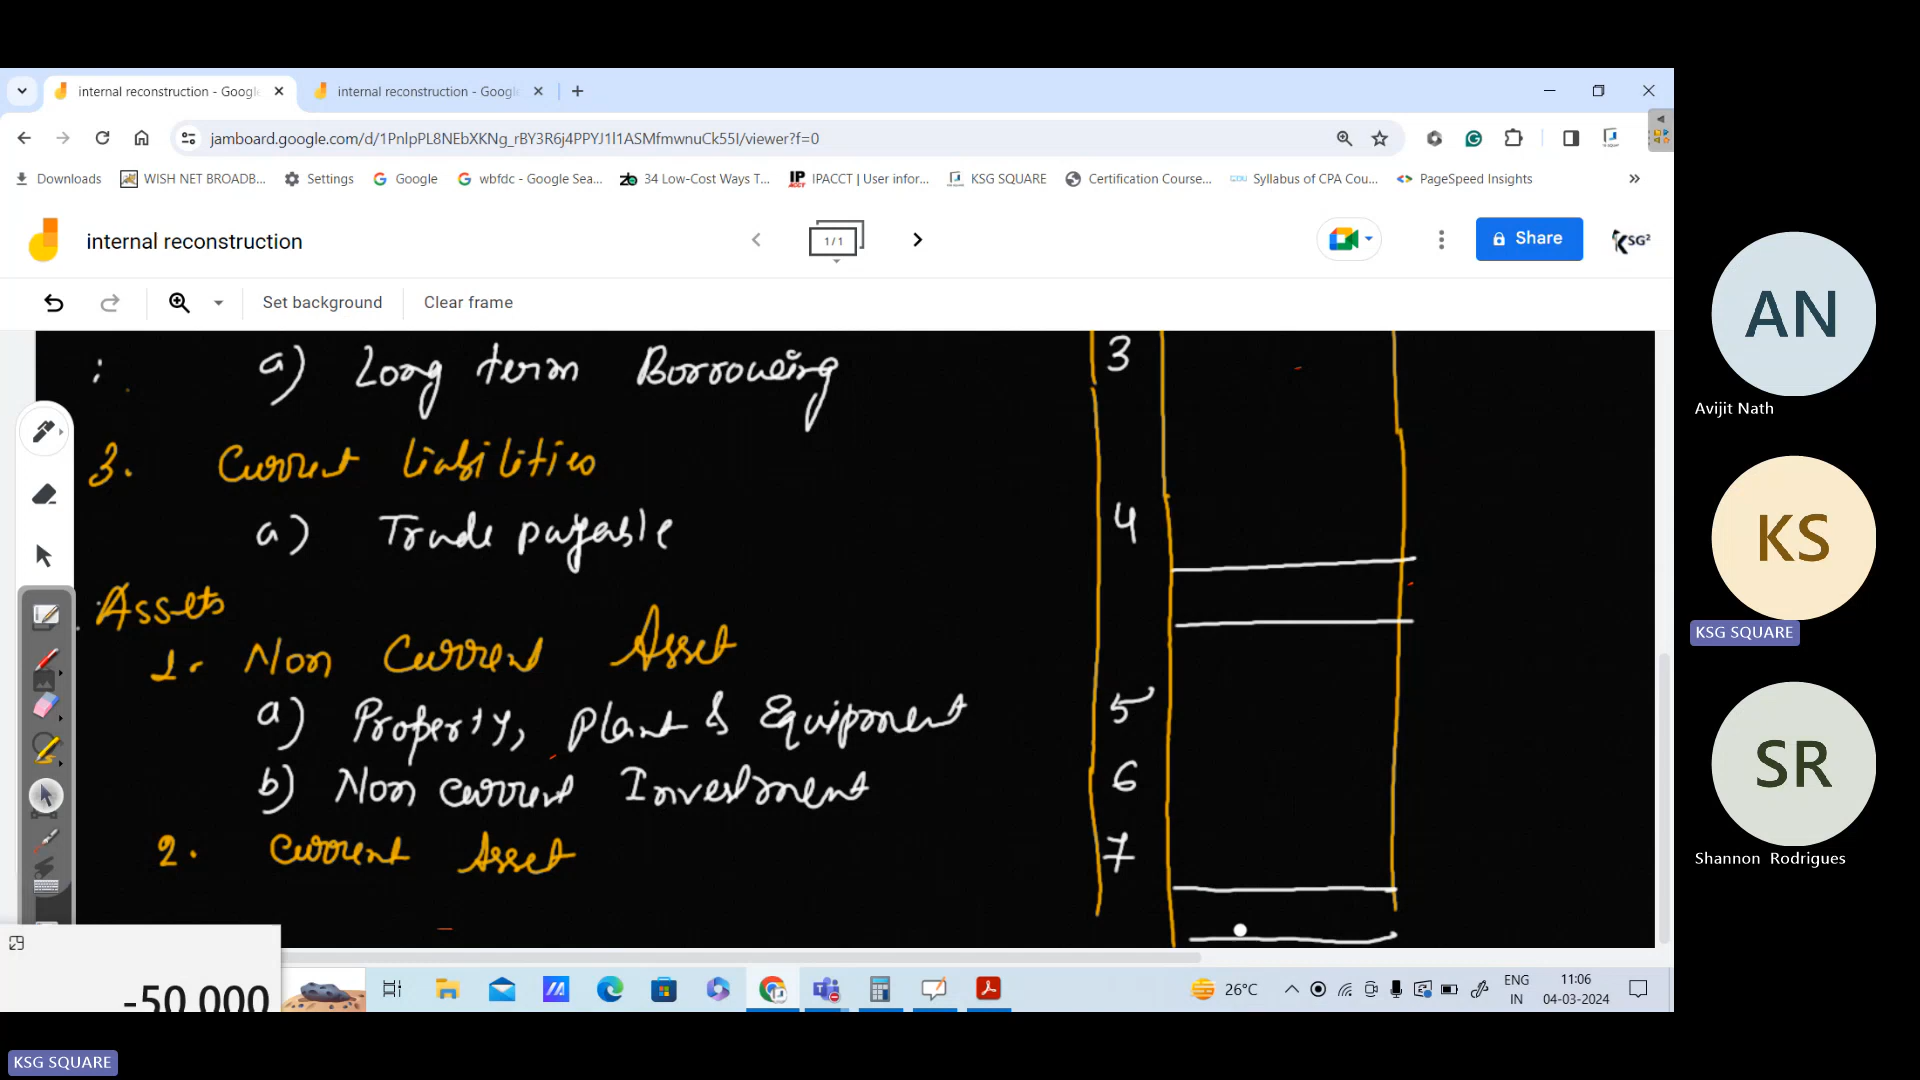 internal reconstruction - Google
internal reconstruction - Googl
jamboard.google.com/d/1PnlpPL8NEbXKNg_rBY3R6j4PPYJ1l1ASMfmwnuCk55I/viewer?f=0
Downloads WISH NET BROADB... Settings Google wbfdc - Google Sea... 34 Low-Cost Ways T... IPACCT | User infor... KSG SQUARE Certification Course... Syllabus of CPA Cou... PageSpeed Insights
internal reconstruction
1/1
Share
KSG²
Set background Clear frame
a) Long term Borrowing 3
3. Current liabilities
a) Trade payable 4
Assets
1. Non Current Asset
a) Property, Plant & Equipment 5
b) Non current Investment 6
2. Current Asset 7
-50,000
26°C
ENG
IN
11:06
04-03-2024
AN
Avijit Nath
KS
KSG SQUARE
SR
Shannon Rodrigues
KSG SQUARE